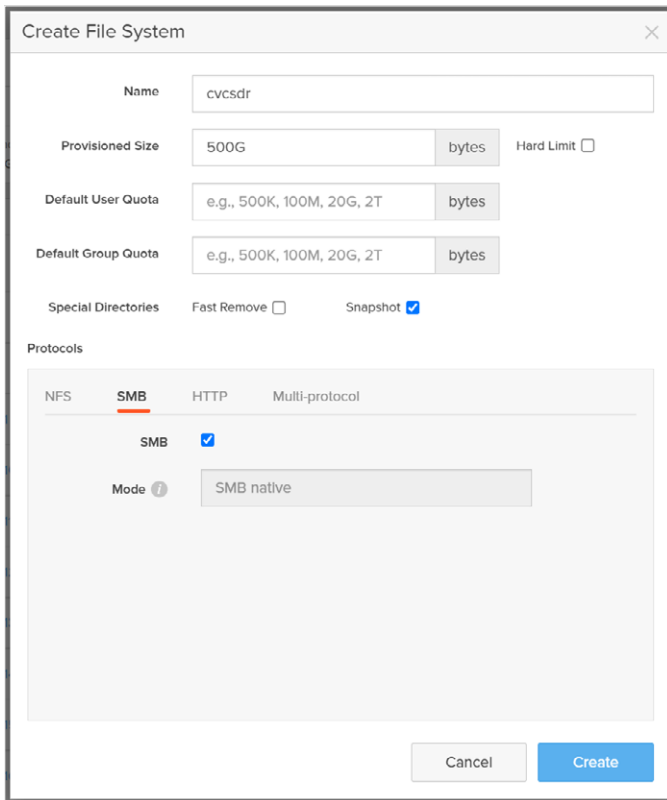 Create File System
Name
cvcsdr
Provisioned Size
500G
bytes
Hard Limit
Default User Quota
e.g., 500K, 100M, 20G, 2T
bytes
Default Group Quota
e.g., 500K, 100M, 20G, 2T
bytes
Special Directories
Fast Remove
Snapshot
Protocols
NFS
SMB
HTTP
Multi-protocol
SMB
Mode
SMB native
Cancel
Create